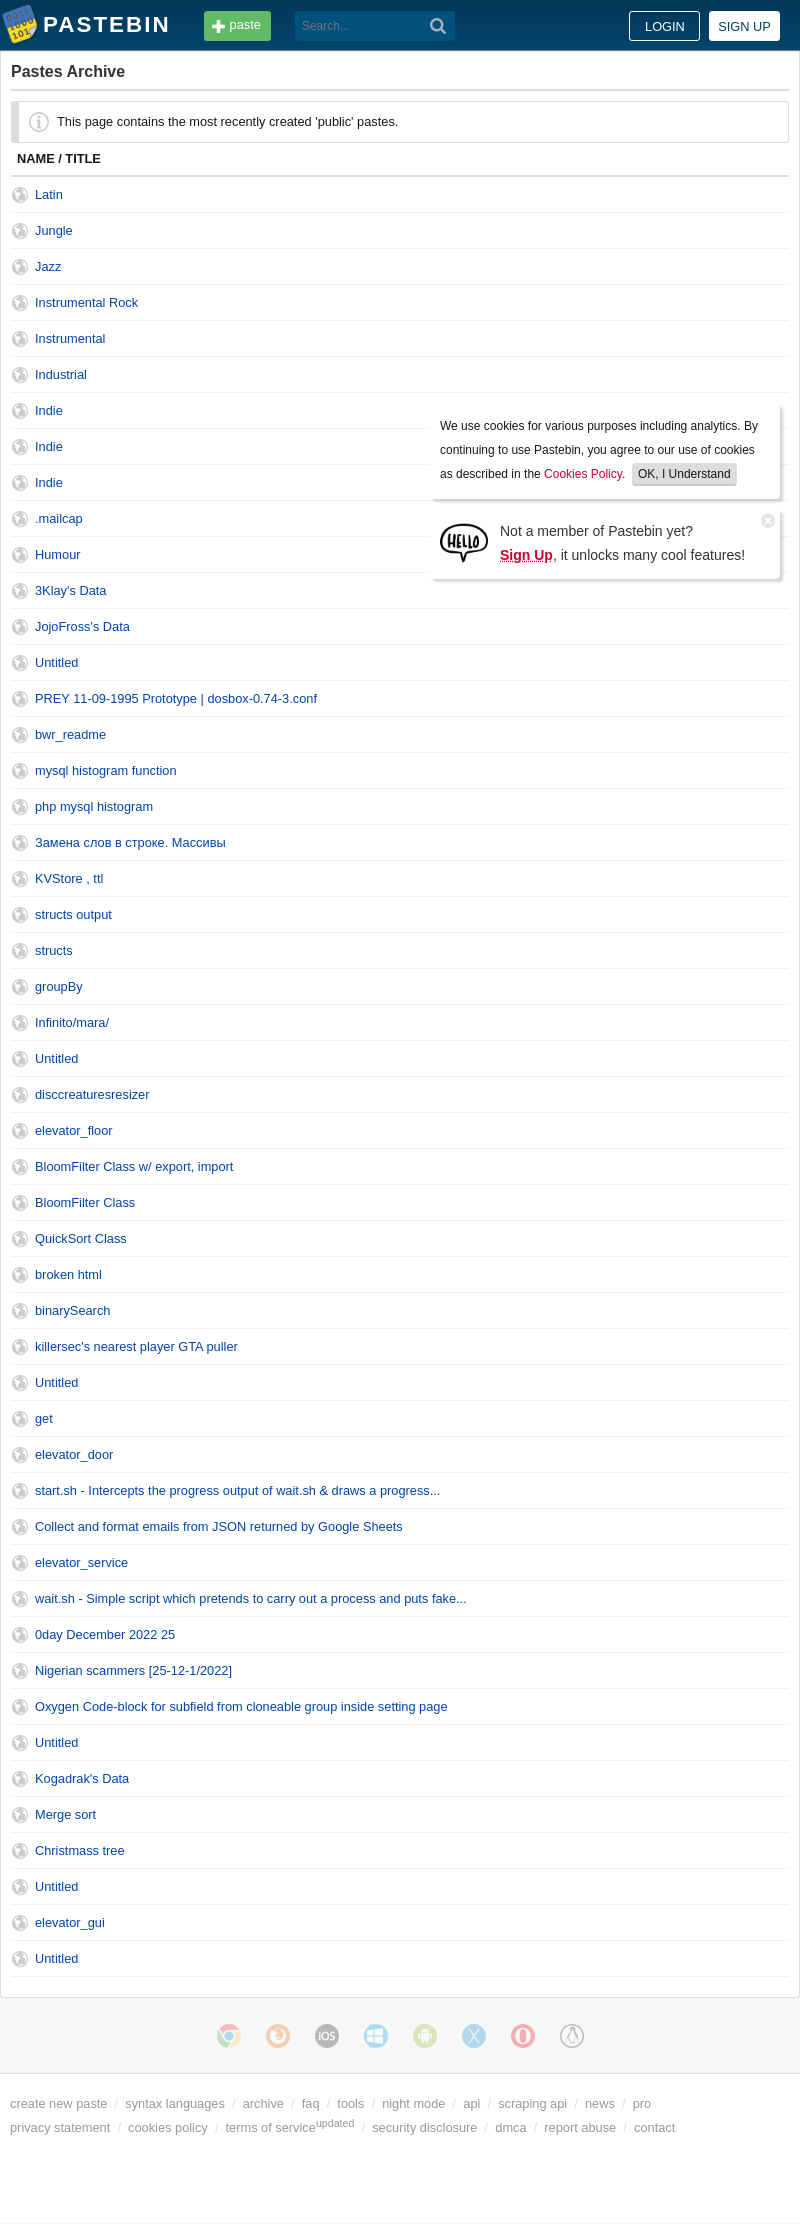 PASTEBIN paste Search... LOGIN SIGN UP
Pastes Archive
This page contains the most recently created 'public' pastes.
NAME / TITLE
Latin
Jungle
Jazz
Instrumental Rock
Instrumental
Industrial
Indie
Indie
Indie
.mailcap
Humour
We use cookies for various purposes including analytics. By
continuing to use Pastebin, you agree to our use of cookies
as described in the Cookies Policy. OK, I Understand
HELLO
Not a member of Pastebin yet?
Sign Up, it unlocks many cool features!
3Klay's Data
JojoFross's Data
Untitled
PREY 11-09-1995 Prototype | dosbox-0.74-3.conf
bwr_readme
mysql histogram function
php mysql histogram
Замена слов в строке. Массивы
KVStore , ttl
structs output
structs
groupBy
Infinito/mara/
Untitled
disccreaturesresizer
elevator_floor
BloomFilter Class w/ export, import
BloomFilter Class
QuickSort Class
broken html
binarySearch
killersec's nearest player GTA puller
Untitled
get
elevator_door
start.sh - Intercepts the progress output of wait.sh & draws a progress...
Collect and format emails from JSON returned by Google Sheets
elevator_service
wait.sh - Simple script which pretends to carry out a process and puts fake...
0day December 2022 25
Nigerian scammers [25-12-1/2022]
Oxygen Code-block for subfield from cloneable group inside setting page
Untitled
Kogadrak's Data
Merge sort
Christmass tree
Untitled
elevator_gui
Untitled
iOS
create new paste / syntax languages / archive / faq / tools / night mode / api / scraping api / news / pro
privacy statement / cookies policy / terms of service updated / security disclosure / dmca / report abuse / contact